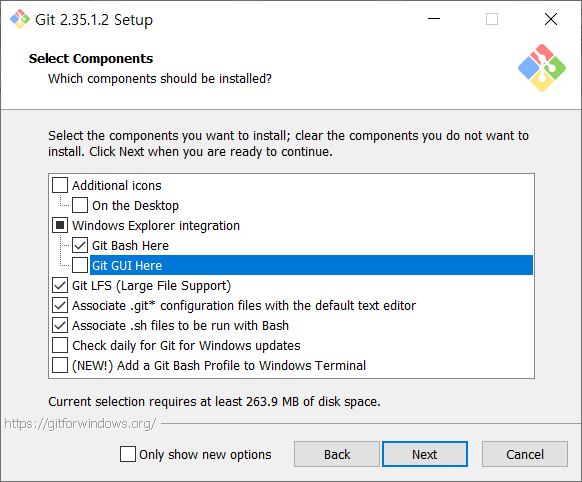 Git 2.35.1.2 Setup
Select Components
Which components should be installed?
Select the components you want to install; clear the components you do not want to
install. Click Next when you are ready to continue.
Additional icons
On the Desktop
Windows Explorer integration
Git Bash Here
Git GUI Here
Git LFS (Large File Support)
Associate .git* configuration files with the default text editor
Associate .sh files to be run with Bash
Check daily for Git for Windows updates
(NEW!) Add a Git Bash Profile to Windows Terminal
Current selection requires at least 263.9 MB of disk space.
https://gitforwindows.org/
Only show new options
Back
Next
Cancel